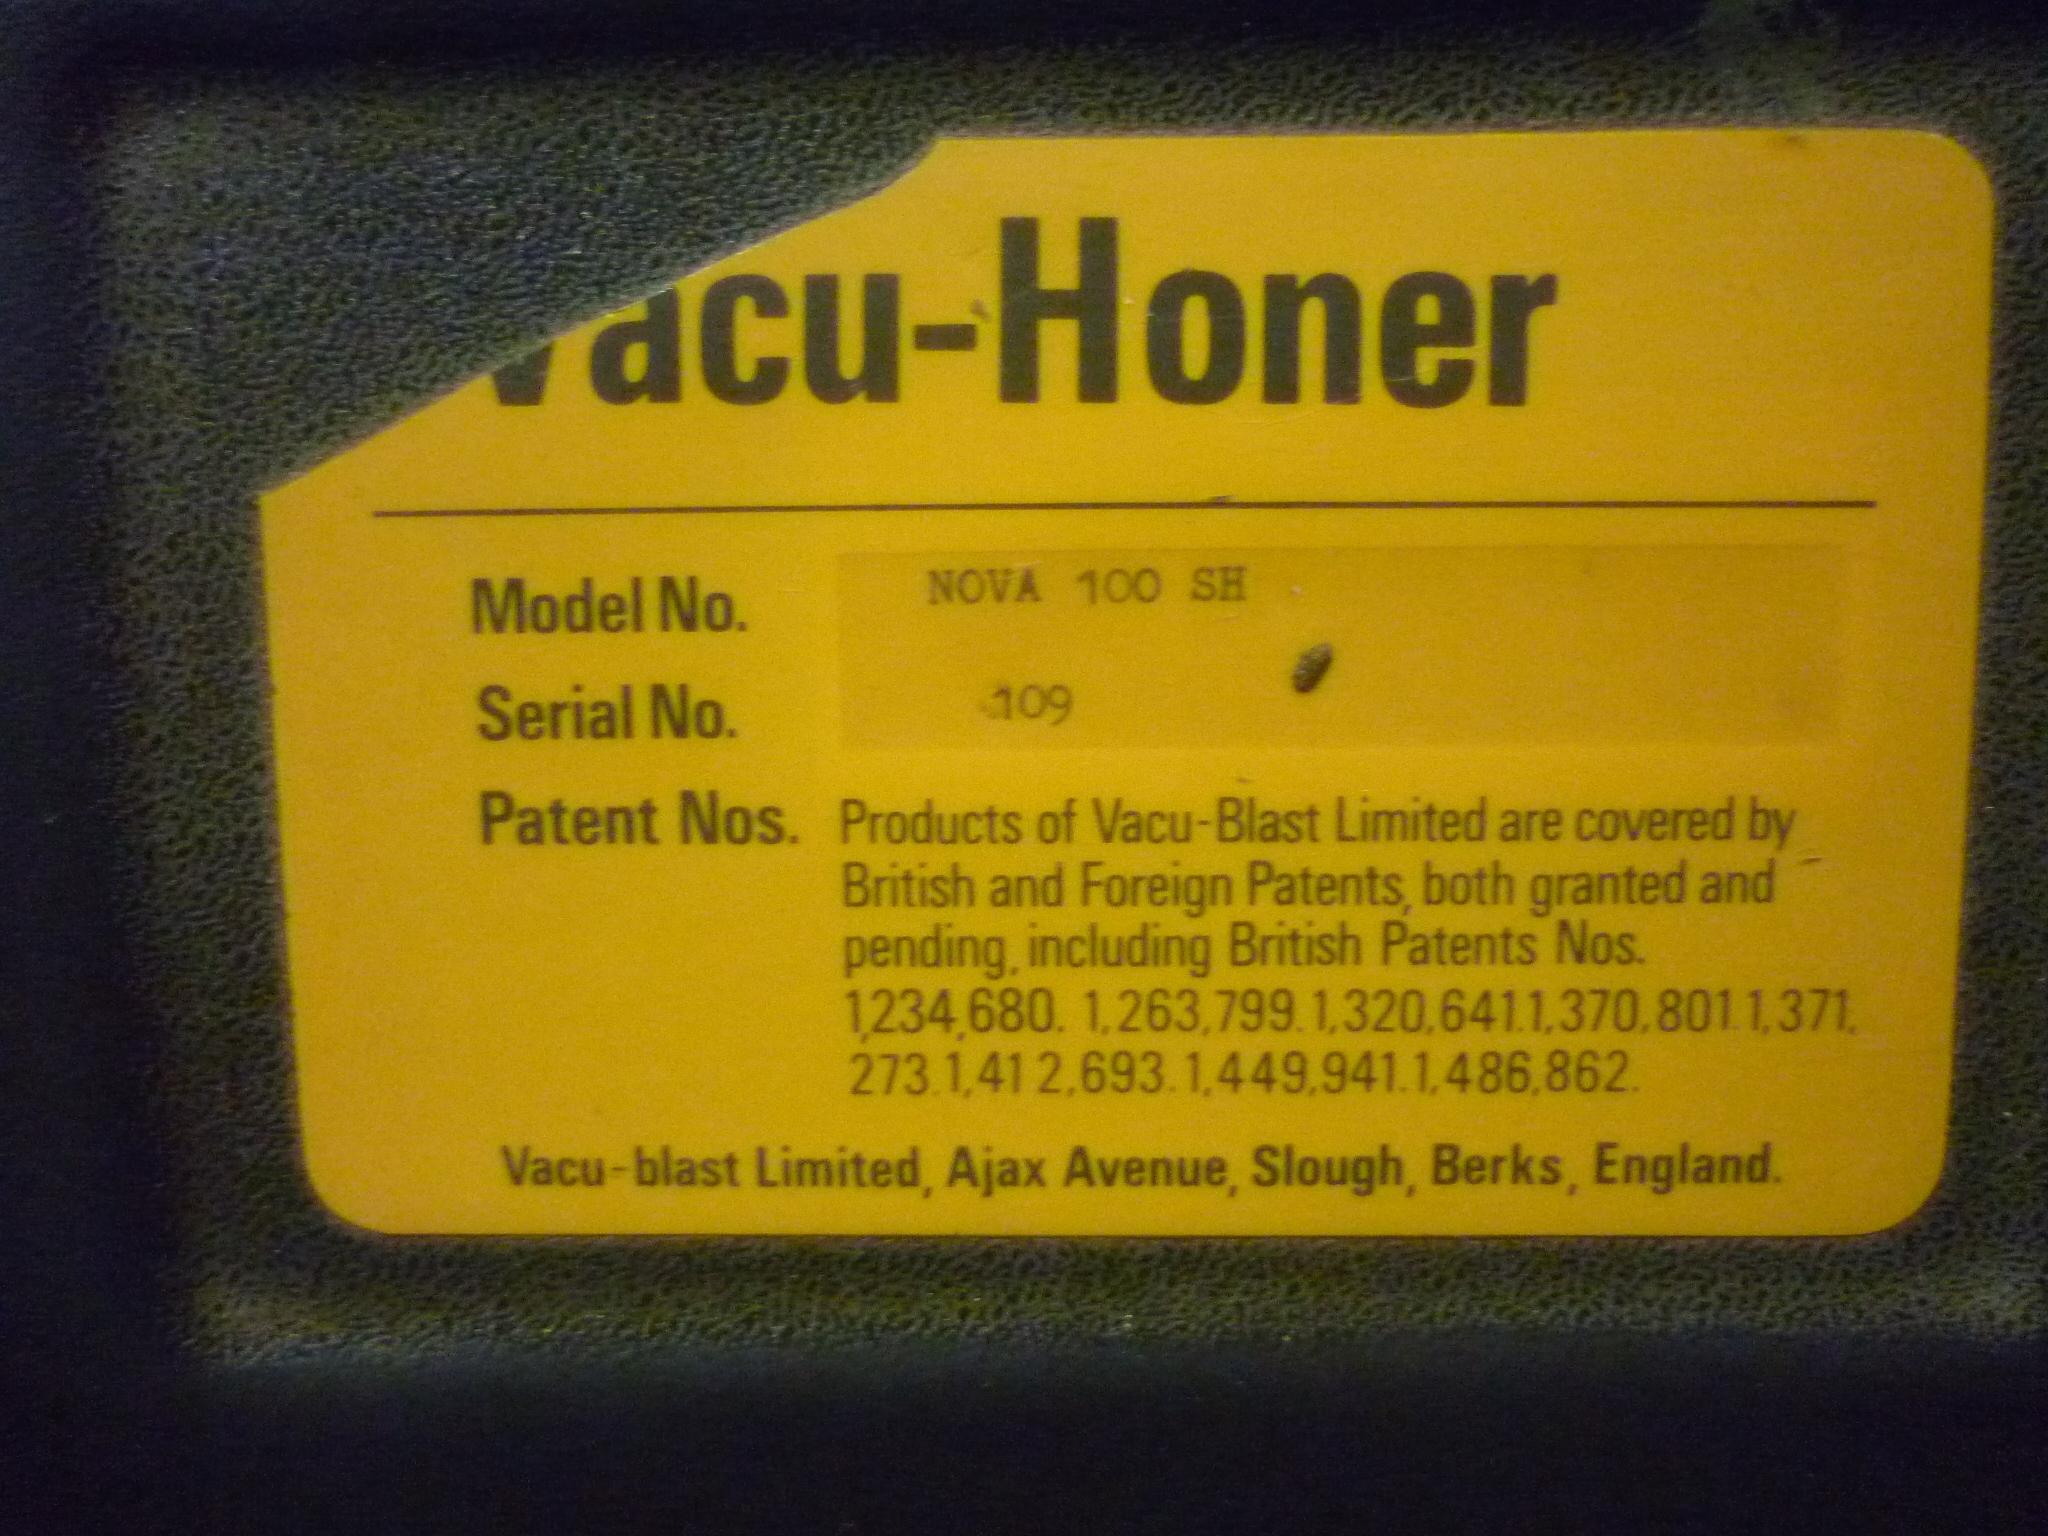 Vacu-Honer
Model No. NOVA 100 SH
Serial No. 109
Patent Nos. Products of Vacu-Blast Limited are covered by
British and Foreign Patents, both granted and
pending, including British Patents Nos.
1,234,680. 1,263,799.1,320,641.1,370,801.1,371,
273.1,41 2,693.1,449,941.1,486,862.
Vacu-blast Limited, Ajax Avenue, Slough, Berks, England.